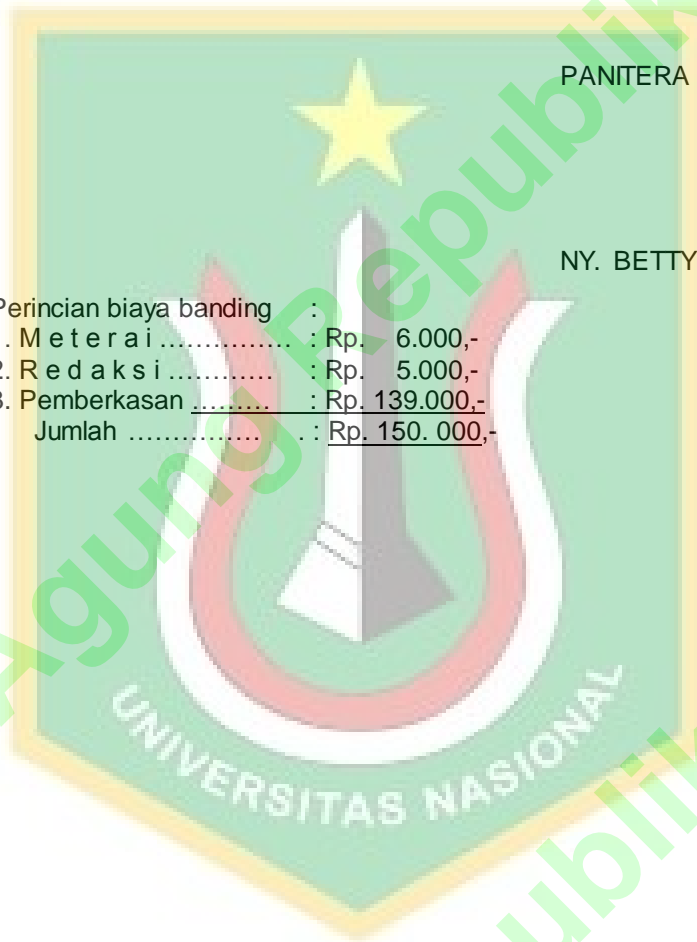 PANITERA
NY. BETTY
Perincian biaya banding :
1. M e t e r a i ............... : Rp. 6.000,-
2. R e d a k s i ............ : Rp. 5.000,-
3. Pemberkasan ......... : Rp. 139.000,-
Jumlah ............... . : Rp. 150. 000,-
Agung Republik
UNIVERSITAS NASIONAL